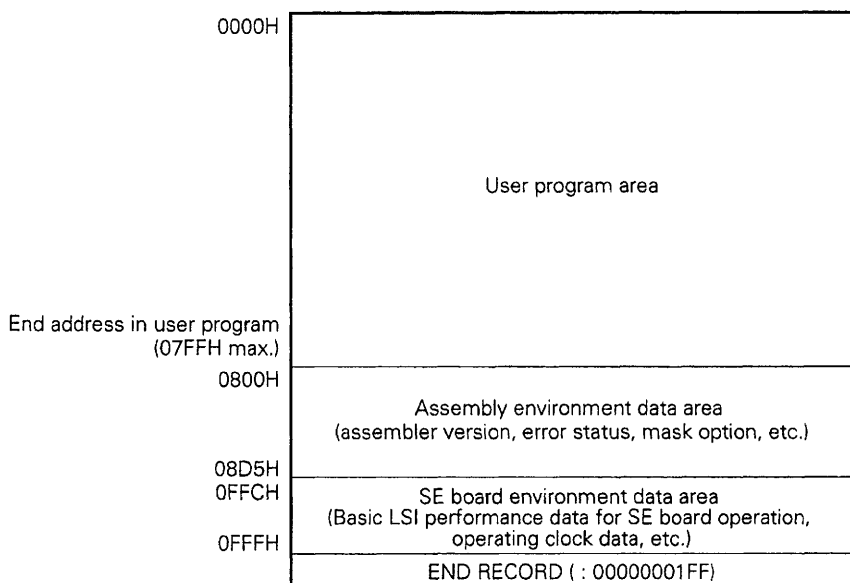 0000H
User program area
End address in user program
(07FFH max.)
0800H
Assembly environment data area
(assembler version, error status, mask option, etc.)
08D5H
0FFCH
SE board environment data area
(Basic LSI performance data for SE board operation,
operating clock data, etc.)
0FFFH
END RECORD ( : 00000001FF)